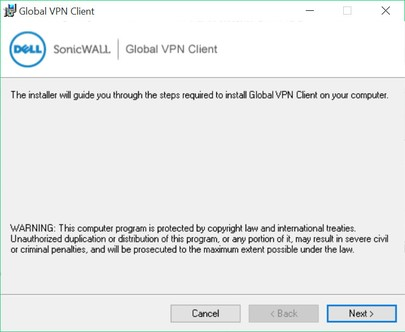 Global VPN Client
DELL SonicWALL Global VPN Client
The installer will guide you through the steps required to install Global VPN Client on your computer.
WARNING: This computer program is protected by copyright law and international treaties.
Unauthorized duplication or distribution of this program, or any portion of it, may result in severe civil
or criminal penalties, and will be prosecuted to the maximum extent possible under the law.
Cancel < Back Next >